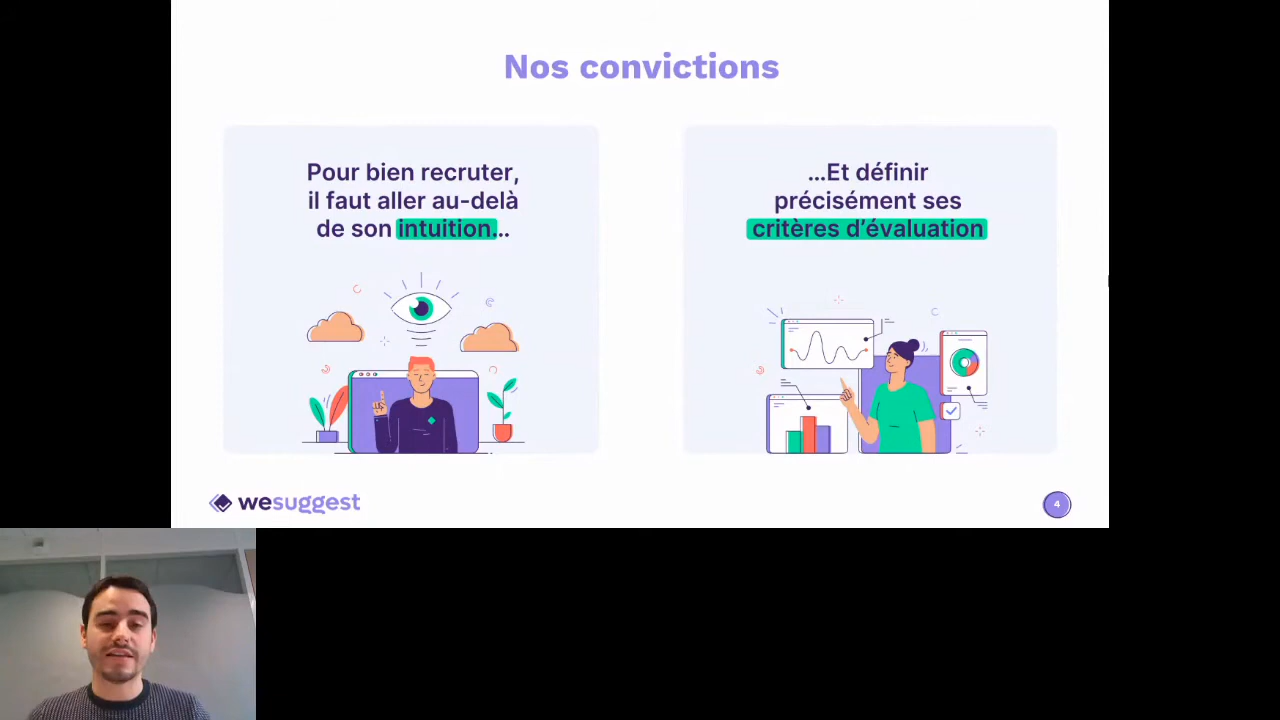 Nos convictions
Pour bien recruter,
il faut aller au-delà
de son intuition...
...Et définir
précisément ses
critères d’évaluation
wesuggest
4